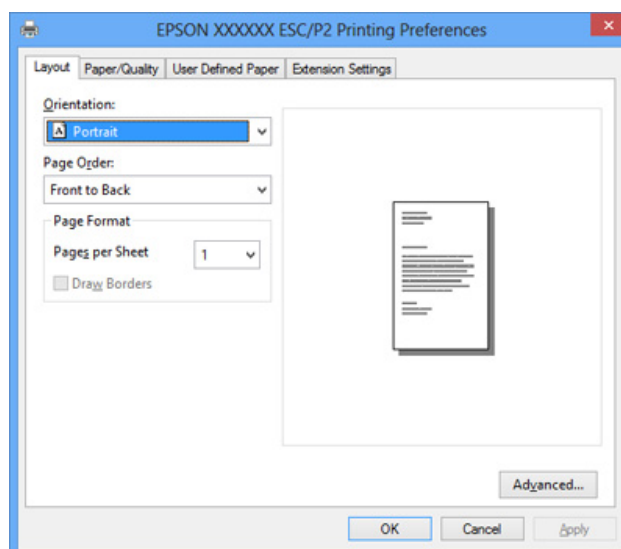 EPSON XXXXXX ESC/P2 Printing Preferences
Layout Paper/Quality User Defined Paper Extension Settings
Orientation:
Portrait
Page Order:
Front to Back
Page Format
Pages per Sheet 1
Draw Borders
Advanced...
OK Cancel Apply